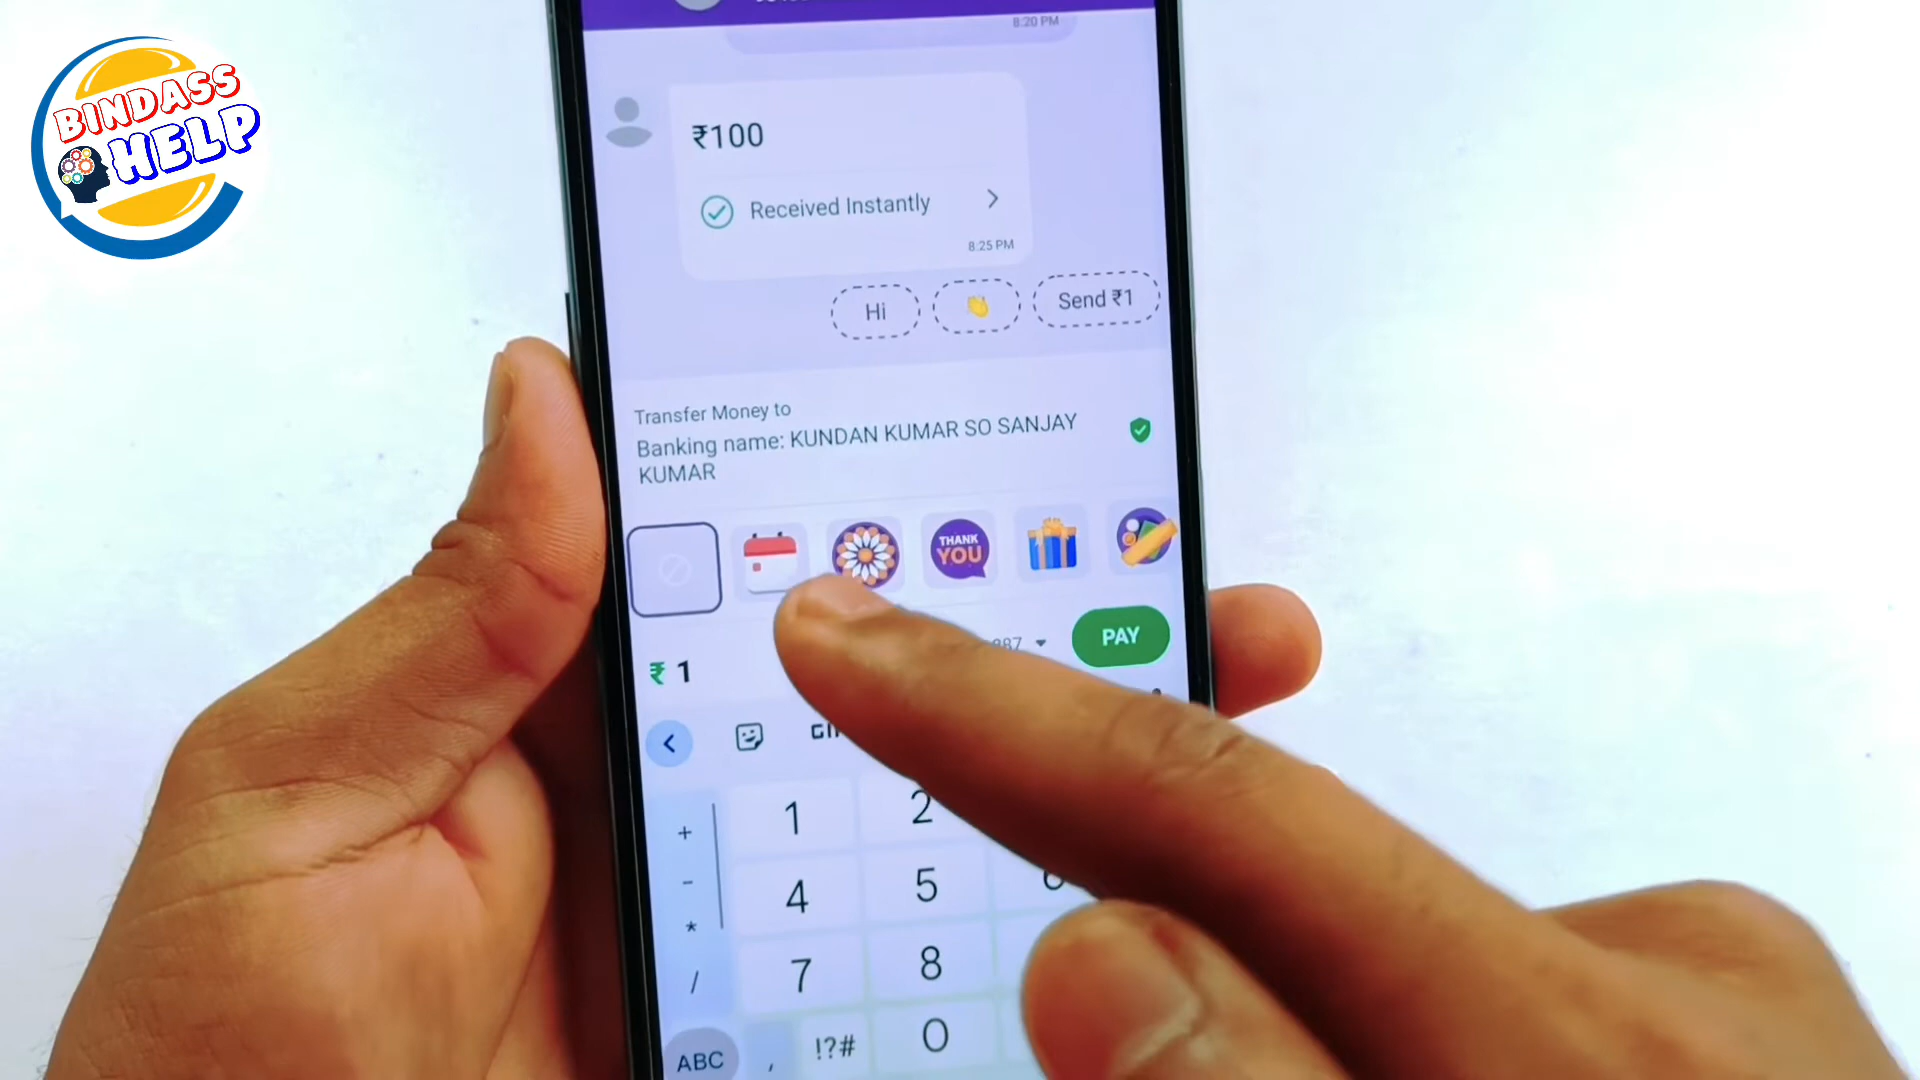 BINDASS
HELP
8:20 PM
₹100
Received Instantly
8:25 PM
Hi
Send ₹1
Transfer Money to
Banking name: KUNDAN KUMAR SO SANJAY
KUMAR
THANK
YOU
PAY
₹ 1
1
2
+
4
5
-
*
7
8
/
ABC
,
!?#
0